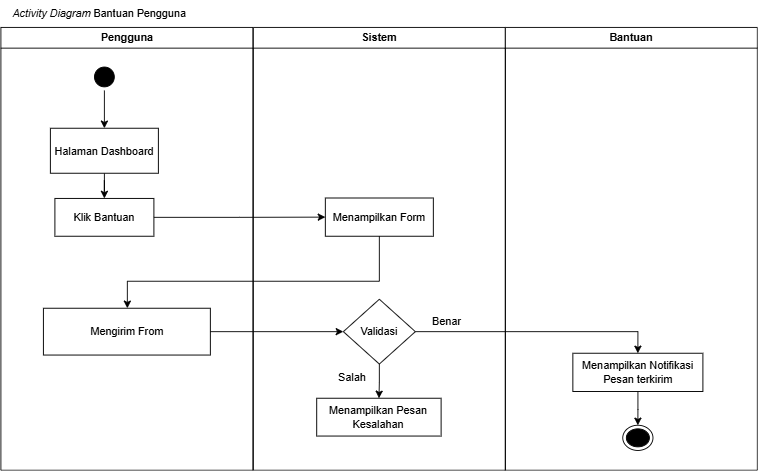 Activity Diagram Bantuan Pengguna
Pengguna
Sistem
Bantuan
Halaman Dashboard
Klik Bantuan
Menampilkan Form
Mengirim From
Validasi
Benar
Salah
Menampilkan Notifikasi
Pesan terkirim
Menampilkan Pesan
Kesalahan